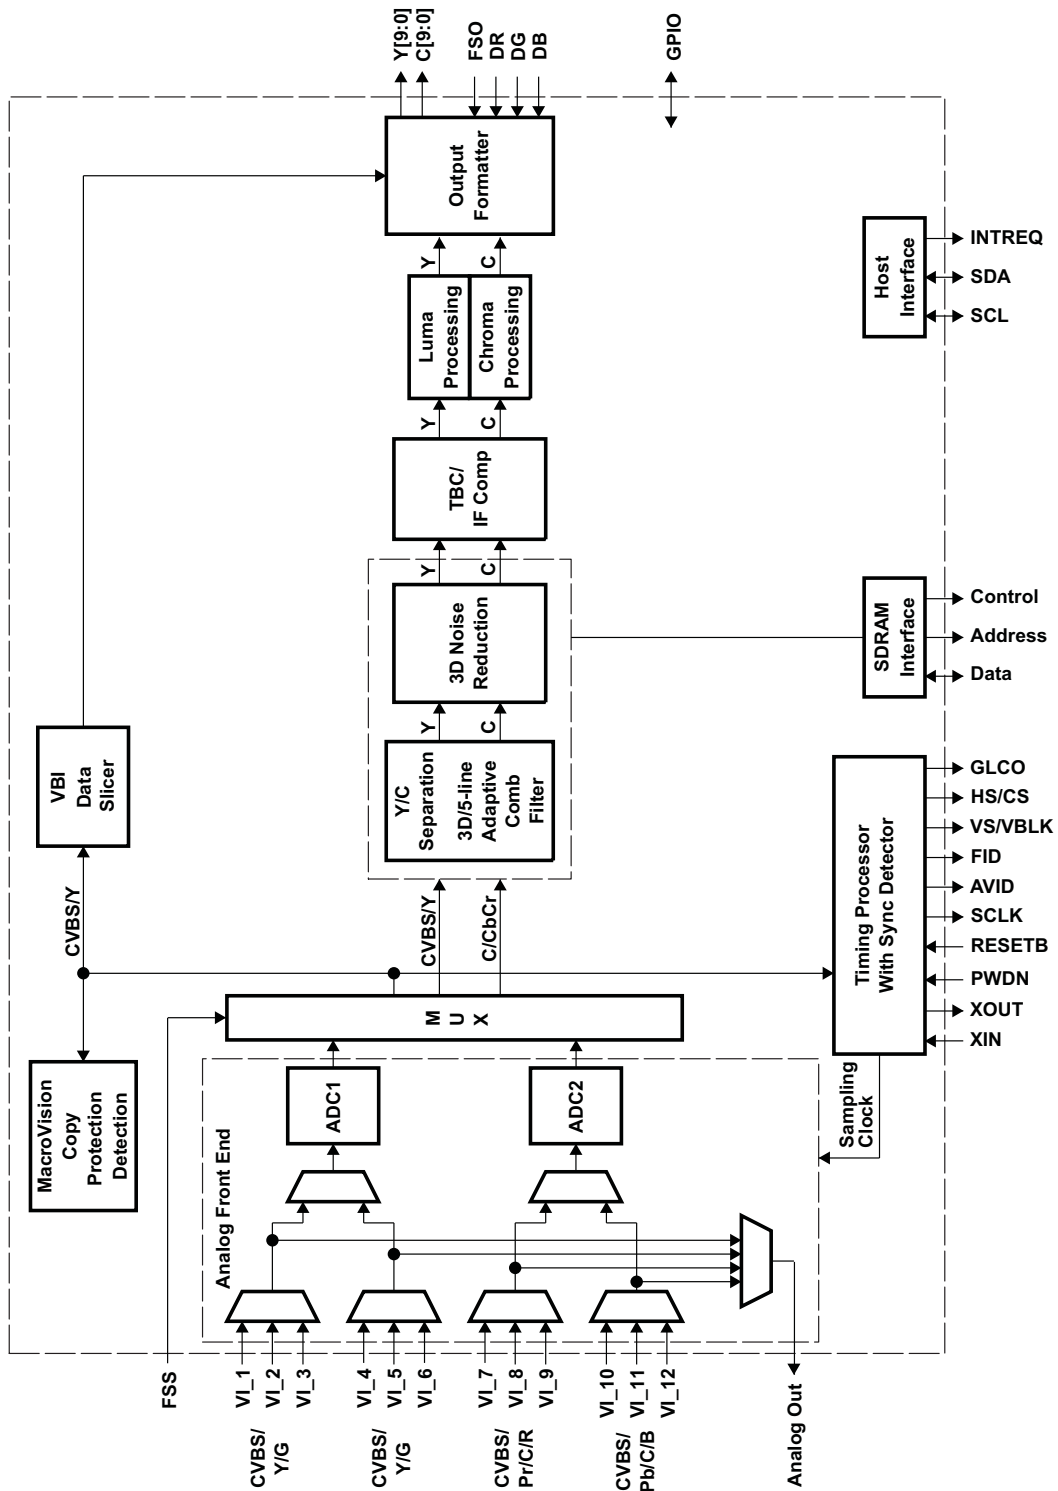 MacroVision
Copy
Protection
Detection
CVBS/Y
VBI
Data
Slicer
FSS
Analog Front End
CVBS/
Y/G
VI_1
VI_2
VI_3
CVBS/
Y/G
VI_4
VI_5
VI_6
CVBS/
Pr/C/R
VI_7
VI_8
VI_9
CVBS/
Pb/C/B
VI_10
VI_11
VI_12
Analog Out
ADC1
ADC2
M
U
X
CVBS/Y
C/CbCr
Y/C
Separation
3D/5-line
Adaptive
Comb
Filter
Y
C
3D Noise
Reduction
Y
C
TBC/
IF Comp
Y
C
Luma
Processing
Chroma
Processing
Y
C
Output
Formatter
Y[9:0]
C[9:0]
FSO
DR
DG
DB
GPIO
Sampling
Clock
Timing Processor
With Sync Detector
XIN
XOUT
PWDN
RESETB
SCLK
AVID
FID
VS/VBLK
HS/CS
GLCO
SDRAM
Interface
Data
Address
Control
Host
Interface
SCL
SDA
INTREQ